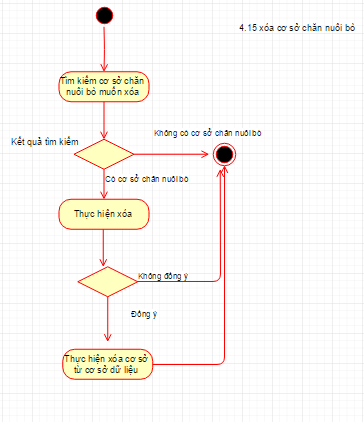 4.15 xóa cơ sở chăn nuôi bò
Tìm kiếm cơ sở chăn
nuôi bò muốn xóa
Không có cơ sở chăn nuôi bò
Kết quả tìm kiếm
Có cơ sở chăn nuôi bò
Thực hiện xóa
Không đồng ý
Đồng ý
Thực hiện xóa cơ sở
từ cơ sở dữ liệu